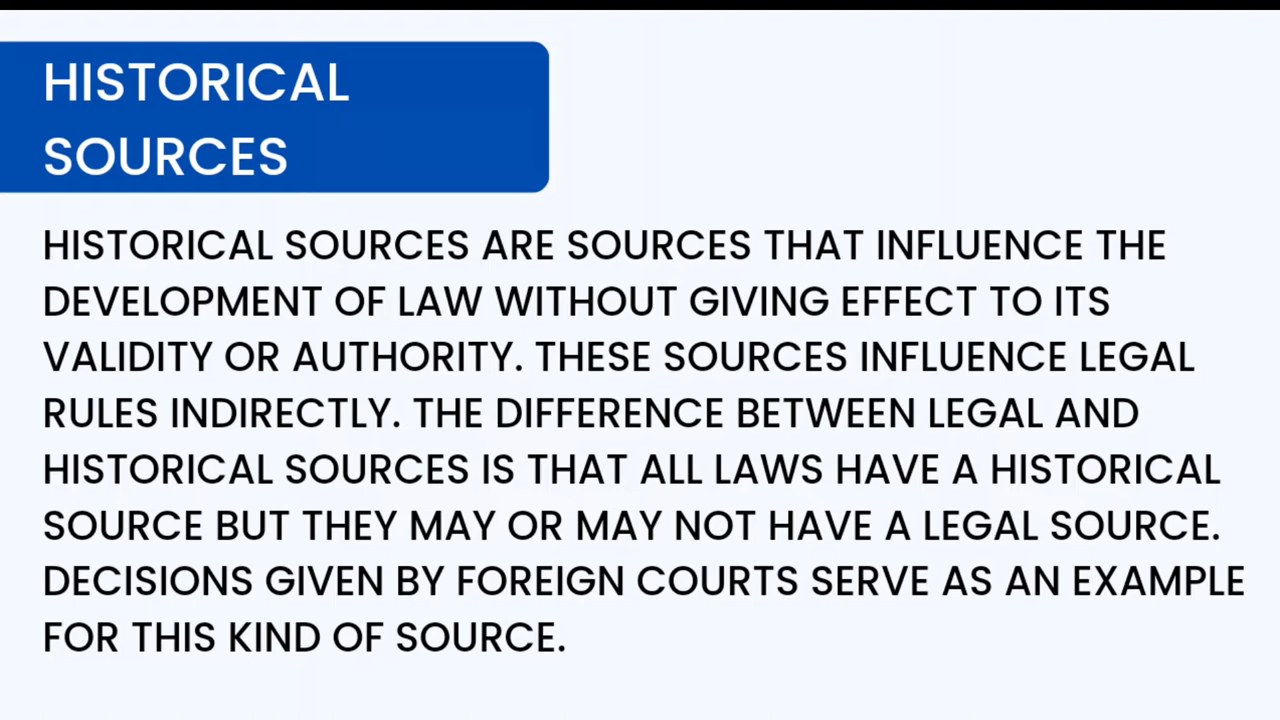 HISTORICAL
SOURCES
HISTORICAL SOURCES ARE SOURCES THAT INFLUENCE THE
DEVELOPMENT OF LAW WITHOUT GIVING EFFECT TO ITS
VALIDITY OR AUTHORITY. THESE SOURCES INFLUENCE LEGAL
RULES INDIRECTLY. THE DIFFERENCE BETWEEN LEGAL AND
HISTORICAL SOURCES IS THAT ALL LAWS HAVE A HISTORICAL
SOURCE BUT THEY MAY OR MAY NOT HAVE A LEGAL SOURCE.
DECISIONS GIVEN BY FOREIGN COURTS SERVE AS AN EXAMPLE
FOR THIS KIND OF SOURCE.